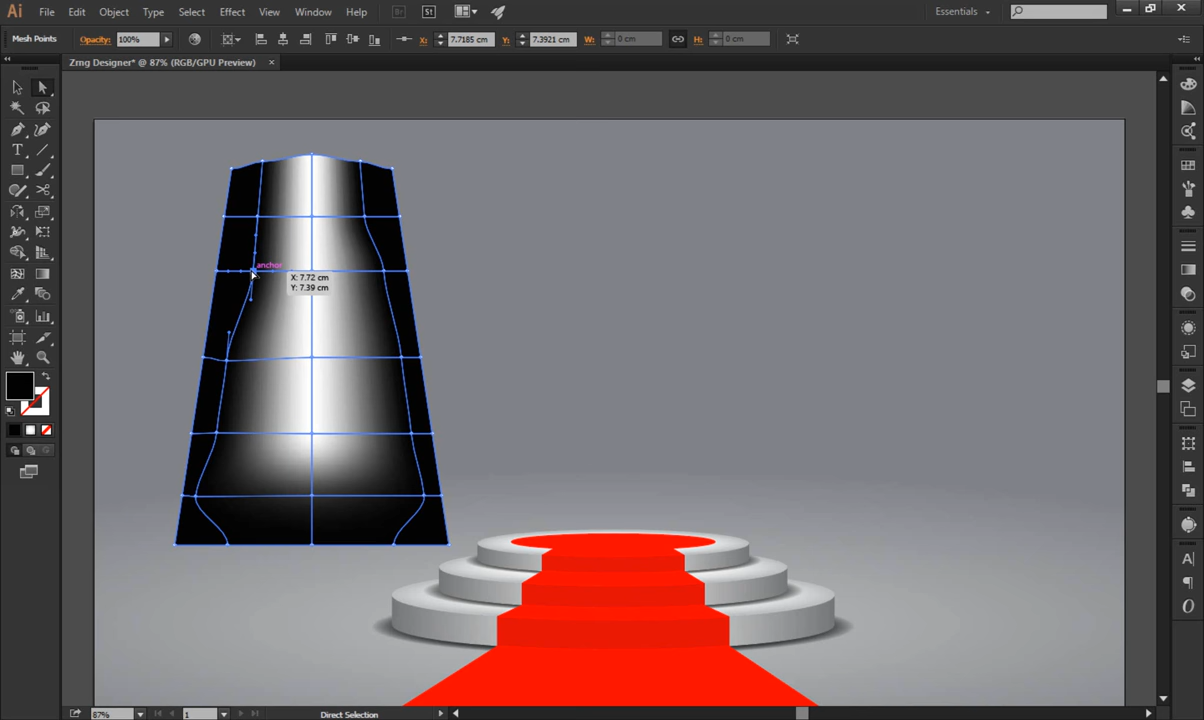 Ai File Edit Object Type Select Effect View Window Help Br St Essentials
Mesh Points Opacity: 100% X: 7.7185 cm Y: 7.3921 cm W: 0 cm H: 0 cm
Zrng Designer* @ 87% (RGB/GPU Preview) ×
anchor
X: 7.72 cm
Y: 7.39 cm
87% 1 Direct Selection